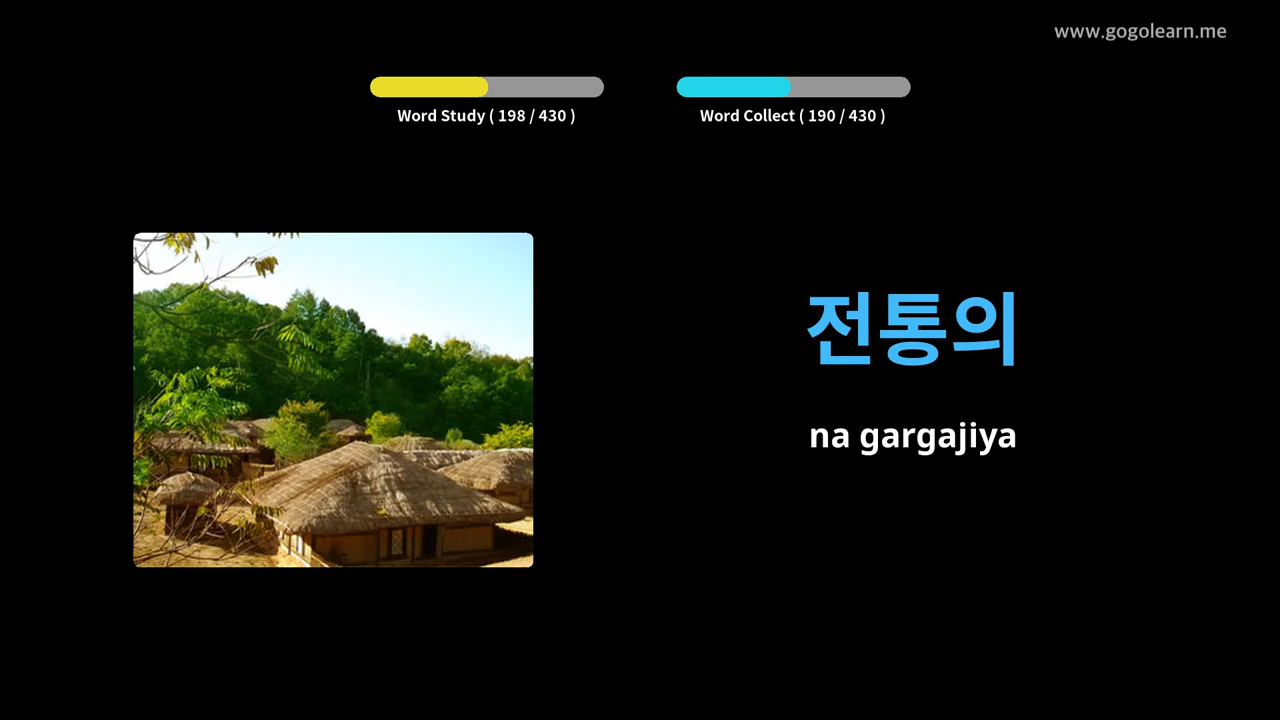 www.gogolearn.me
Word Study ( 198 / 430 )
Word Collect ( 190 / 430 )
전통의
na gargajiya